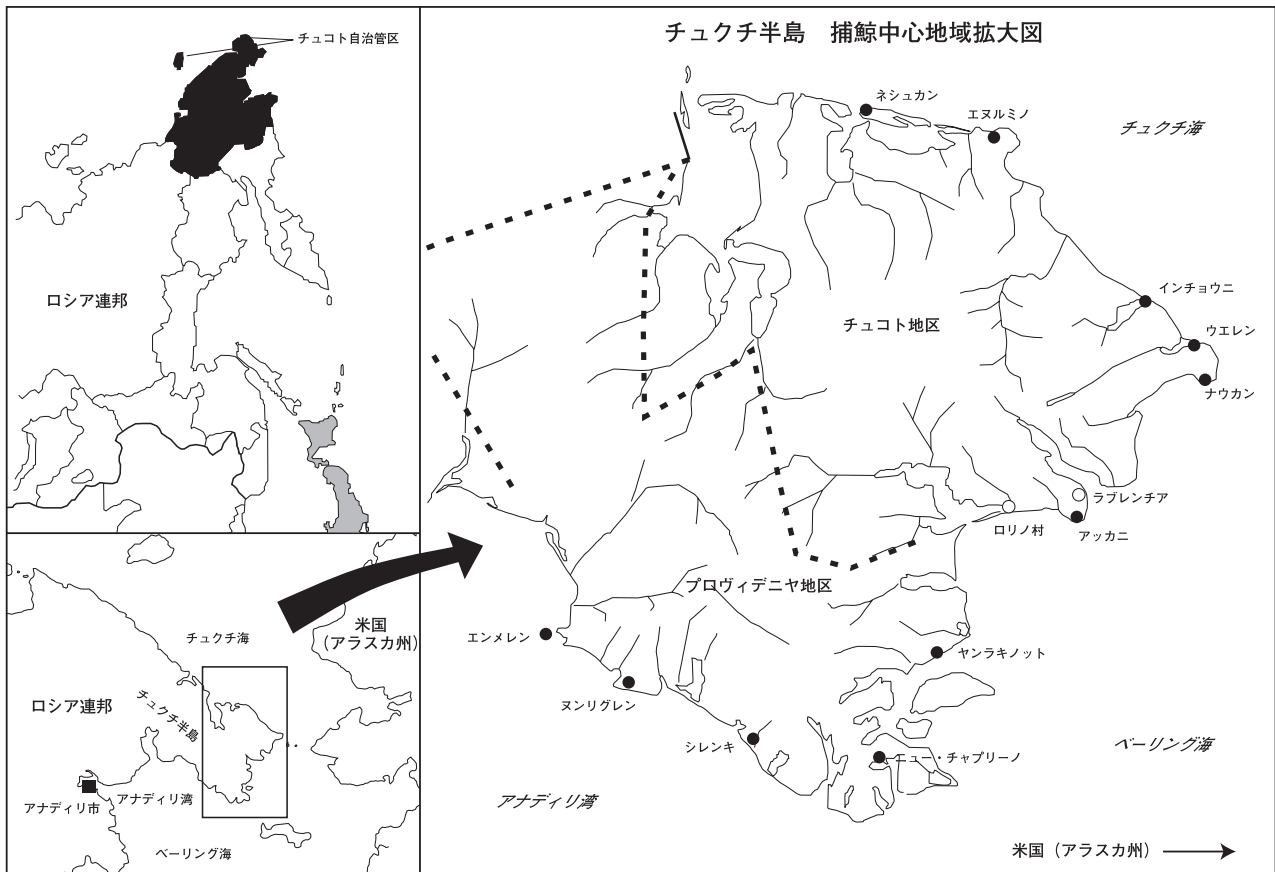 チュコト自治管区
ロシア連邦
チュクチ海
米国
（アラスカ州）
ロシア連邦
チュクチ半島
アナディリ市
アナディリ湾
ベーリング海
チュクチ半島　捕鯨中心地域拡大図
ネシュカン
エヌルミノ
チュクチ海
インチョウニ
チュコト地区
ウエレン
ナウカン
ラブレンチア
ロリノ村
アッカニ
プロヴィデニヤ地区
エンメレン
ヤンラキノット
ヌンリグレン
シレンキ
ニュー・チャプリーノ
ベーリング海
アナディリ湾
米国（アラスカ州）